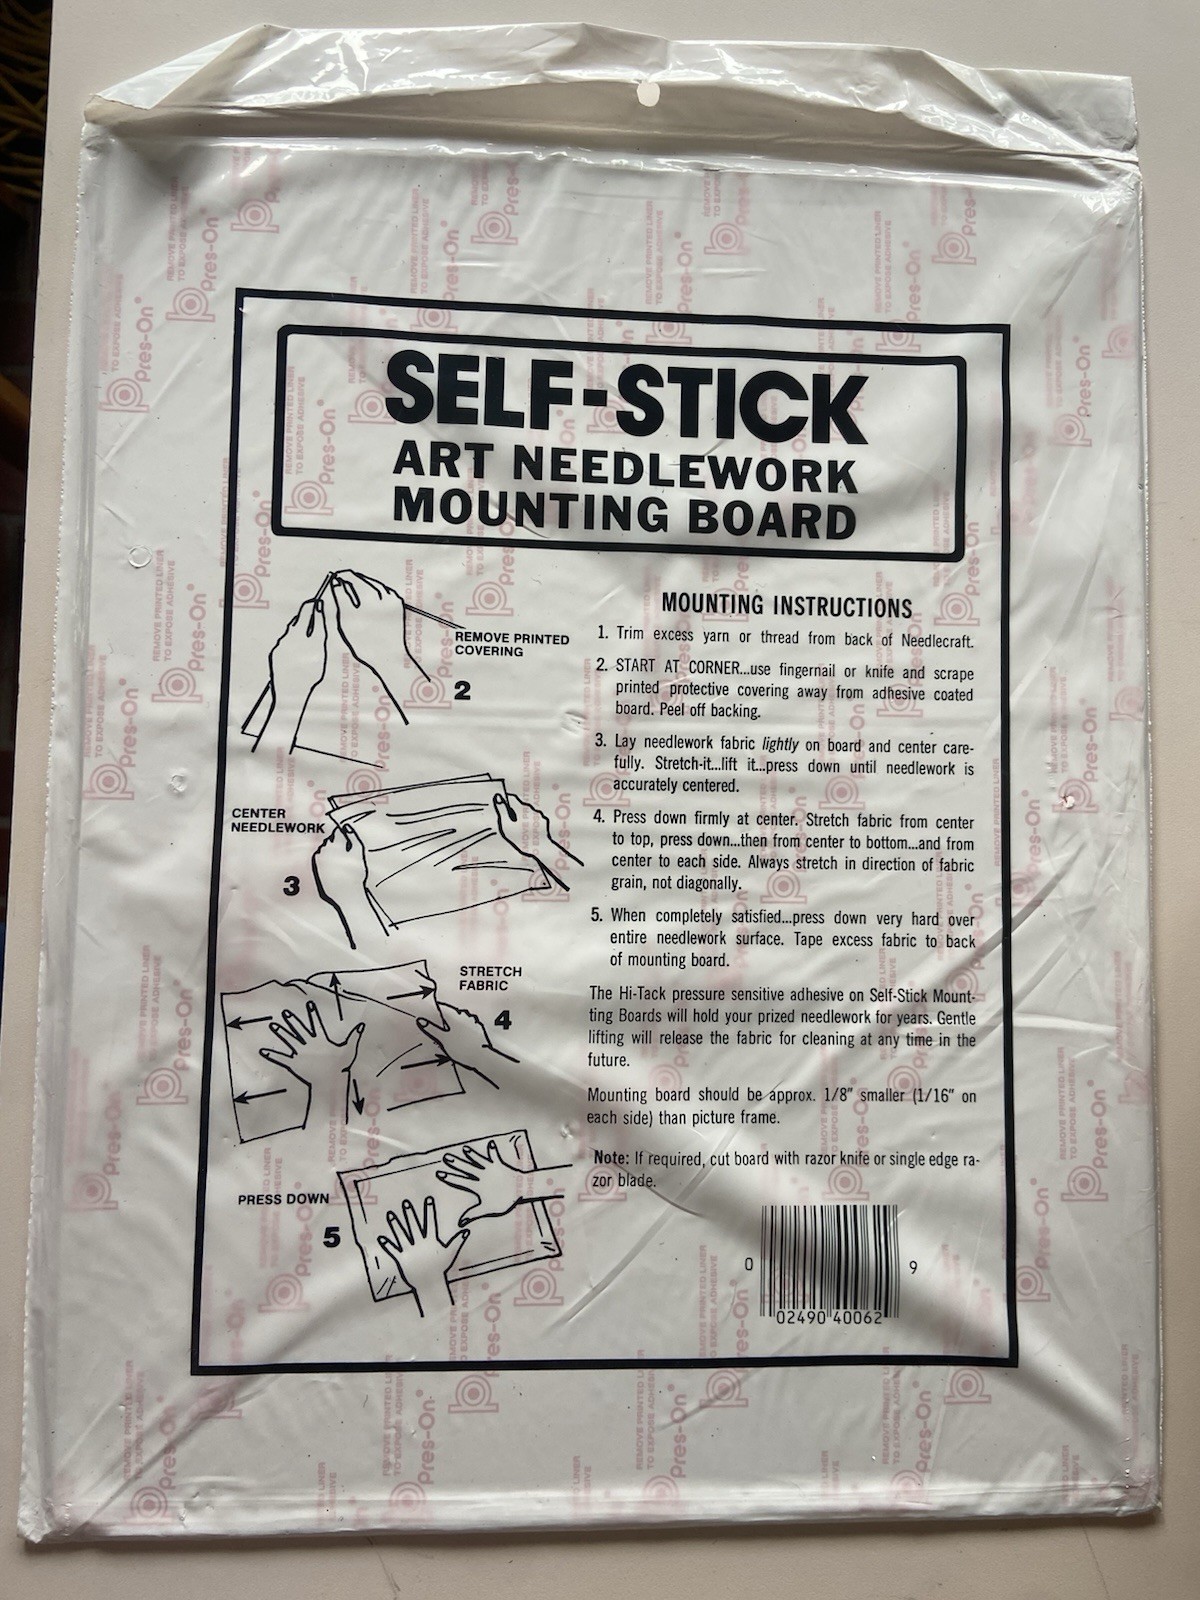 SELF-STICK
ART NEEDLEWORK
MOUNTING BOARD
REMOVE PRINTED
COVERING
2
CENTER
NEEDLEWORK
3
STRETCH
FABRIC
4
PRESS DOWN
5
MOUNTING INSTRUCTIONS
1. Trim excess yarn or thread from back of Needlecraft.
2. START AT CORNER...use fingernail or knife and scrape
printed protective covering away from adhesive coated
board. Peel off backing.
3. Lay needlework fabric lightly on board and center care-
fully. Stretch-it...lift it...press down until needlework is
accurately centered.
4. Press down firmly at center. Stretch fabric from center
to top, press down...then from center to bottom...and from
center to each side. Always stretch in direction of fabric
grain, not diagonally.
5. When completely satisfied...press down very hard over
entire needlework surface. Tape excess fabric to back
of mounting board.
The Hi-Tack pressure sensitive adhesive on Self-Stick Mount-
ting Boards will hold your prized needlework for years. Gentle
lifting will release the fabric for cleaning at any time in the
future.
Mounting board should be approx. 1/8" smaller (1/16" on
each side) than picture frame.
Note: If required, cut board with razor knife or single edge ra-
zor blade.
0 02490 40062 9
REMOVE PRINTED LINER
TO EXPOSE ADHESIVE
Pres-On®